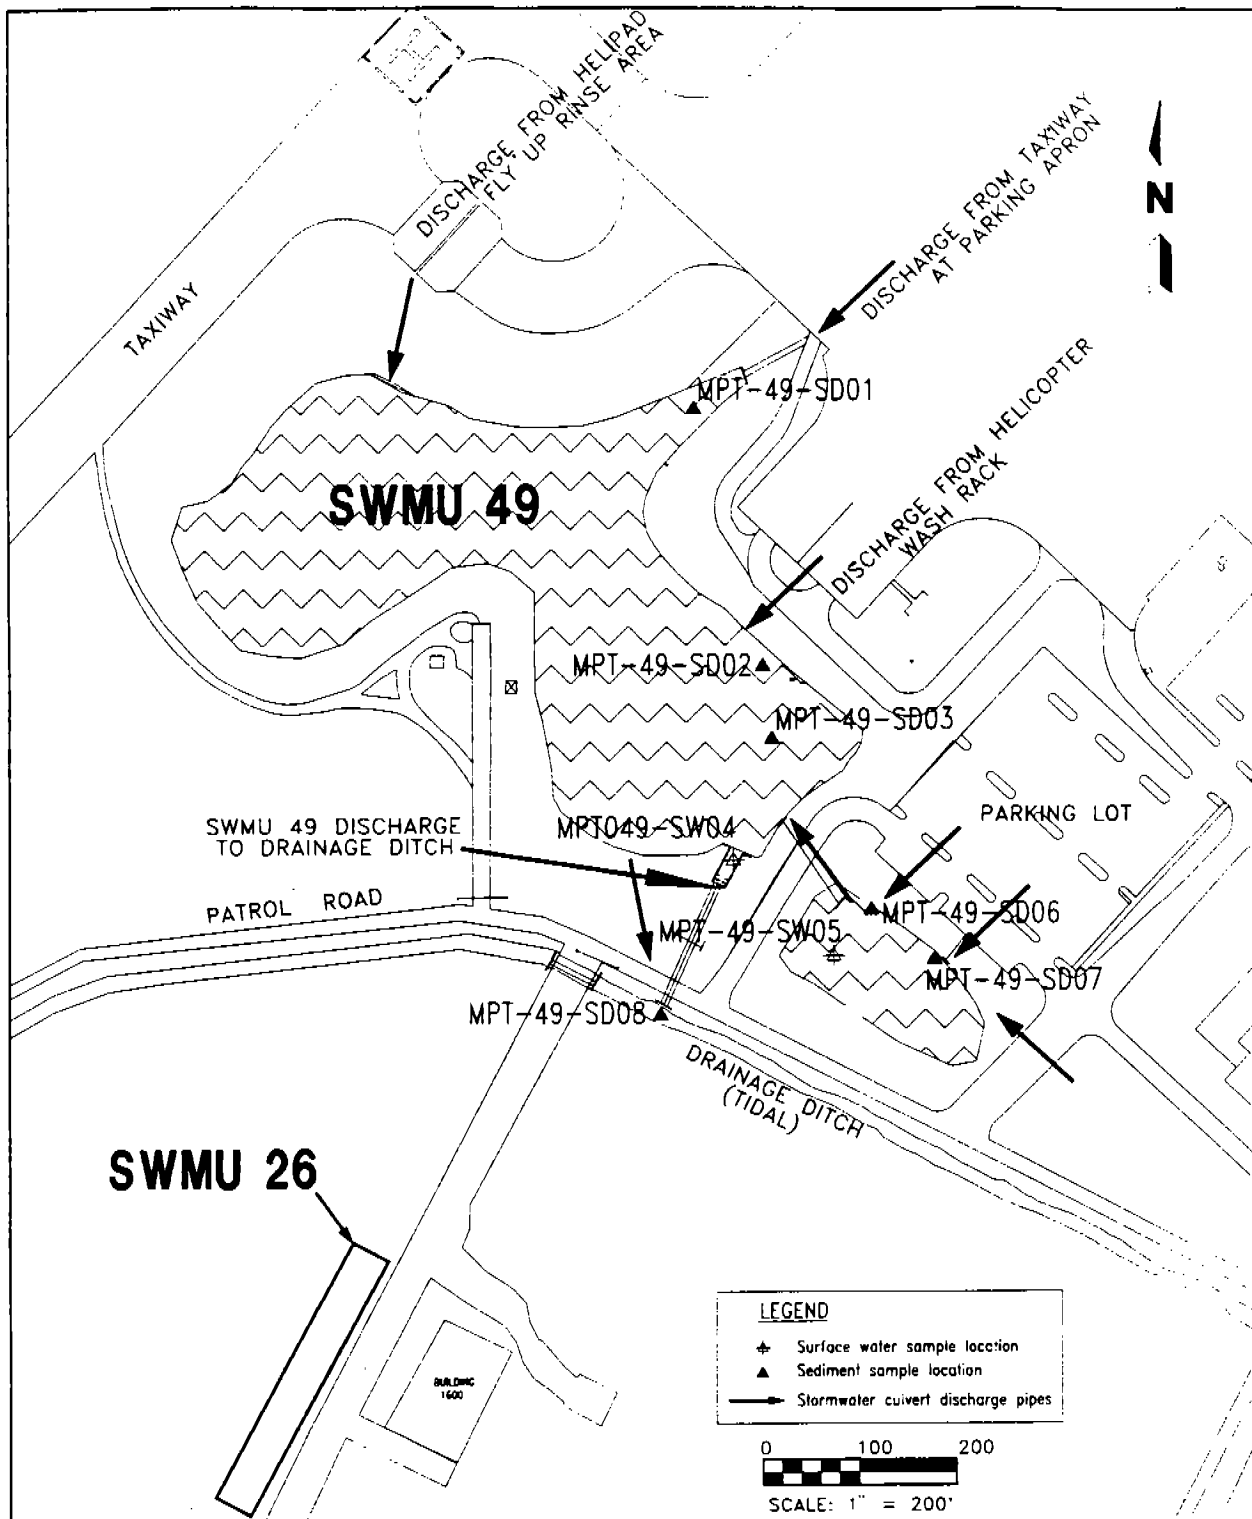 DISCHARGE FROM HELIPAD
FLY UP RINSE AREA
DISCHARGE FROM TAXIWAY
AT PARKING APRON
N
TAXIWAY
MPT-49-SD01
DISCHARGE FROM HELICOPTER
WASH RACK
SWMU 49
MPT-49-SD02
MPT-49-SD03
PARKING LOT
SWMU 49 DISCHARGE
TO DRAINAGE DITCH
MPT049-SW04
PATROL ROAD
MPT-49-SD06
MPT-49-SW05
MPT-49-SD07
MPT-49-SD08
DRAINAGE DITCH
(TIDAL)
SWMU 26
BUILDING
1600
LEGEND
Surface water sample location
Sediment sample location
Stormwater culvert discharge pipes
0 100 200
SCALE: 1" = 200'